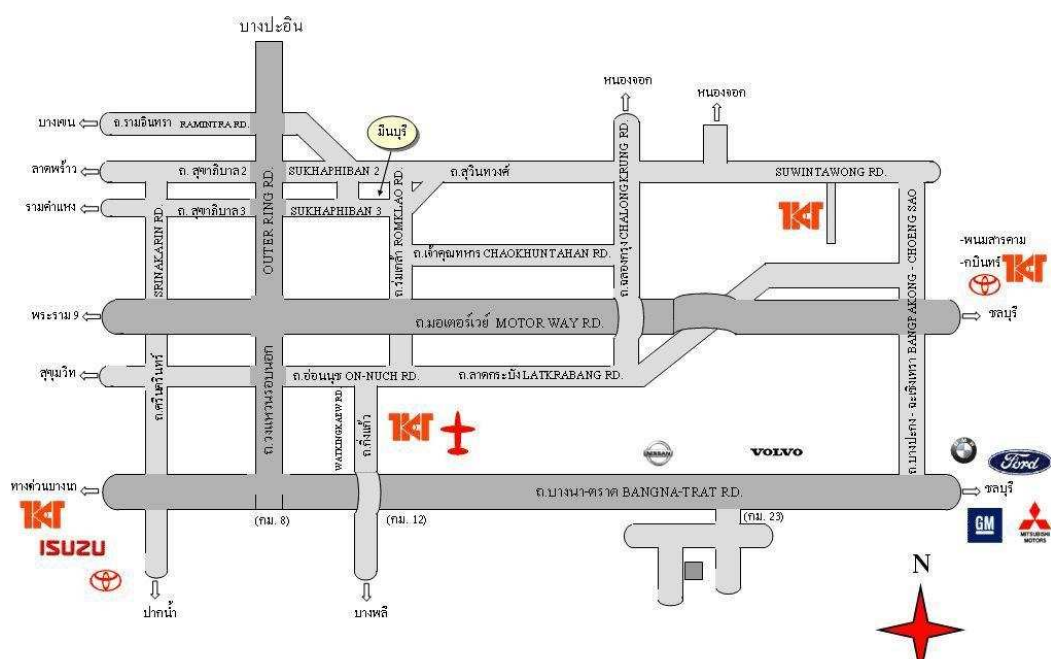 บางปะอิน
หนองจอก
หนองจอก
บางเขน
ถ.รามอินทรา RAMINTRA RD.
มีนบุรี
ลาดพร้าว
ถ. สุขาภิบาล 2 SUKHAPHIBAN 2
ถ.สุวินทวงศ์
SUWINTAWONG RD.
รามคำแหง
ถ. สุขาภิบาล 3 SUKHAPHIBAN 3
SRINAKARIN RD.
ถ.ศรีนครินทร์
OUTER RING RD.
ถ.วงแหวนรอบนอก
ถ.ร่มเกล้า ROMKLAO RD.
ถ.ฉลองกรุง CHALONG KRUNG RD.
TKT
-พนมสารคาม
-กบินทร์
TKT
ถ.เจ้าคุณทหาร CHAOKHUNTAHAN RD.
ถ.บางปะกง - ฉะเชิงเทรา BANGPAKONG - CHOENG SAO
พระราม 9
ถ.มอเตอร์เวย์ MOTOR WAY RD.
ชลบุรี
สุขุมวิท
ถ.อ่อนนุช ON-NUCH RD.
ถ.ลาดกระบัง LATKRABANG RD.
WATKINGKAEW RD.
ถ.กิ่งแก้ว
TKT
NISSAN
VOLVO
BMW
Ford
ทางด่วนบางนา
ถ.บางนา-ตราด BANGNA-TRAT RD.
ชลบุรี
TKT
(กม. 8)
(กม. 12)
(กม. 23)
GM
MITSUBISHI
MOTORS
ISUZU
N
ปากน้ำ
บางพลี